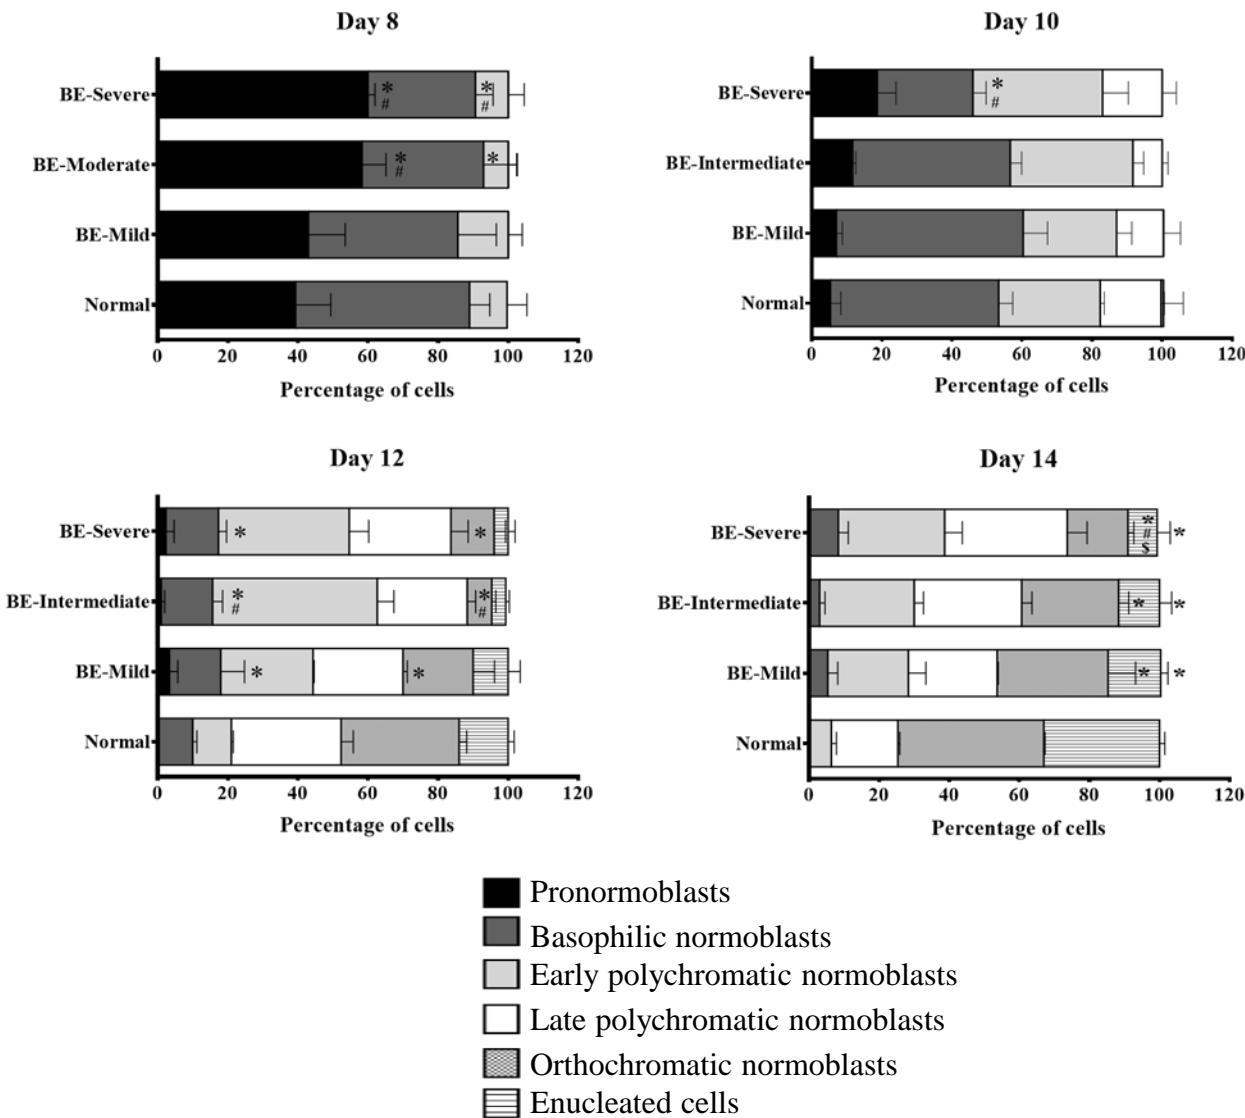 Day 8
BE-Severe
*
#
*
#
BE-Moderate
*
#
*
BE-Mild
Normal
0 20 40 60 80 100 120
Percentage of cells
Day 10
BE-Severe
*
#
BE-Intermediate
BE-Mild
Normal
0 20 40 60 80 100 120
Percentage of cells
Day 12
BE-Severe
* *
BE-Intermediate
*
#
*
#
BE-Mild
* *
Normal
0 20 40 60 80 100 120
Percentage of cells
Day 14
BE-Severe
*
#
$
*
BE-Intermediate
* *
BE-Mild
* *
Normal
0 20 40 60 80 100 120
Percentage of cells
Pronormoblasts
Basophilic normoblasts
Early polychromatic normoblasts
Late polychromatic normoblasts
Orthochromatic normoblasts
Enucleated cells